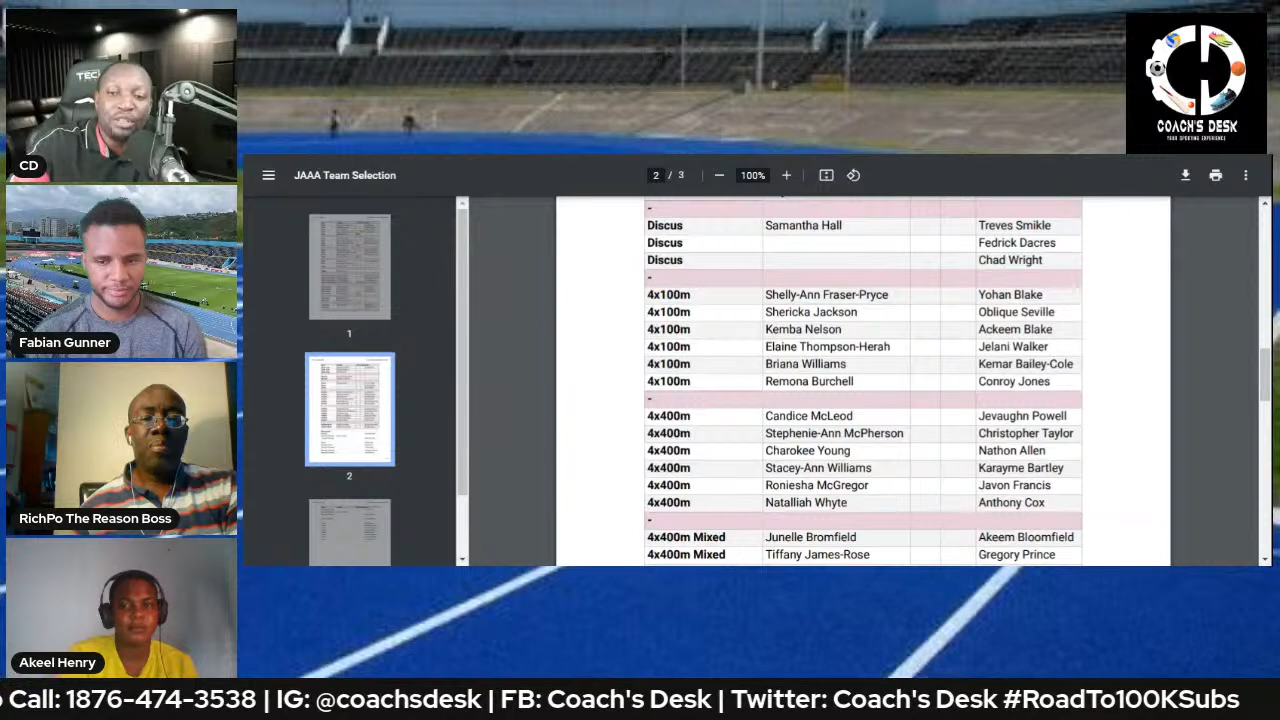 TEC
CD
Fabian Gunner
RichPo The Reason Boss
Akeel Henry
COACH'S DESK
YOUR SPORTING EXPERIENCE
JAAA Team Selection
2 / 3
100%
1
2
-
Discus Samantha Hall Treves Smikle
Discus Fedrick Dacres
Discus Chad Wright
-
4x100m Shelly-Ann Fraser-Pryce Yohan Blake
4x100m Shericka Jackson Oblique Seville
4x100m Kemba Nelson Ackeem Blake
4x100m Elaine Thompson-Herah Jelani Walker
4x100m Briana Williams Kemar Bailey-Cole
4x100m Remona Burchell Conroy Jones
-
4x400m Candice McLeod Jevaughn Powell
4x400m Stephenie-Ann McPherson Christopher Taylor
4x400m Charokee Young Nathon Allen
4x400m Stacey-Ann Williams Karayme Bartley
4x400m Roniesha McGregor Javon Francis
4x400m Natalliah Whyte Anthony Cox
-
4x400m Mixed Junelle Bromfield Akeem Bloomfield
4x400m Mixed Tiffany James-Rose Gregory Prince
Call: 1876-474-3538 | IG: @coachsdesk | FB: Coach's Desk | Twitter: Coach's Desk #RoadTo100KSubs